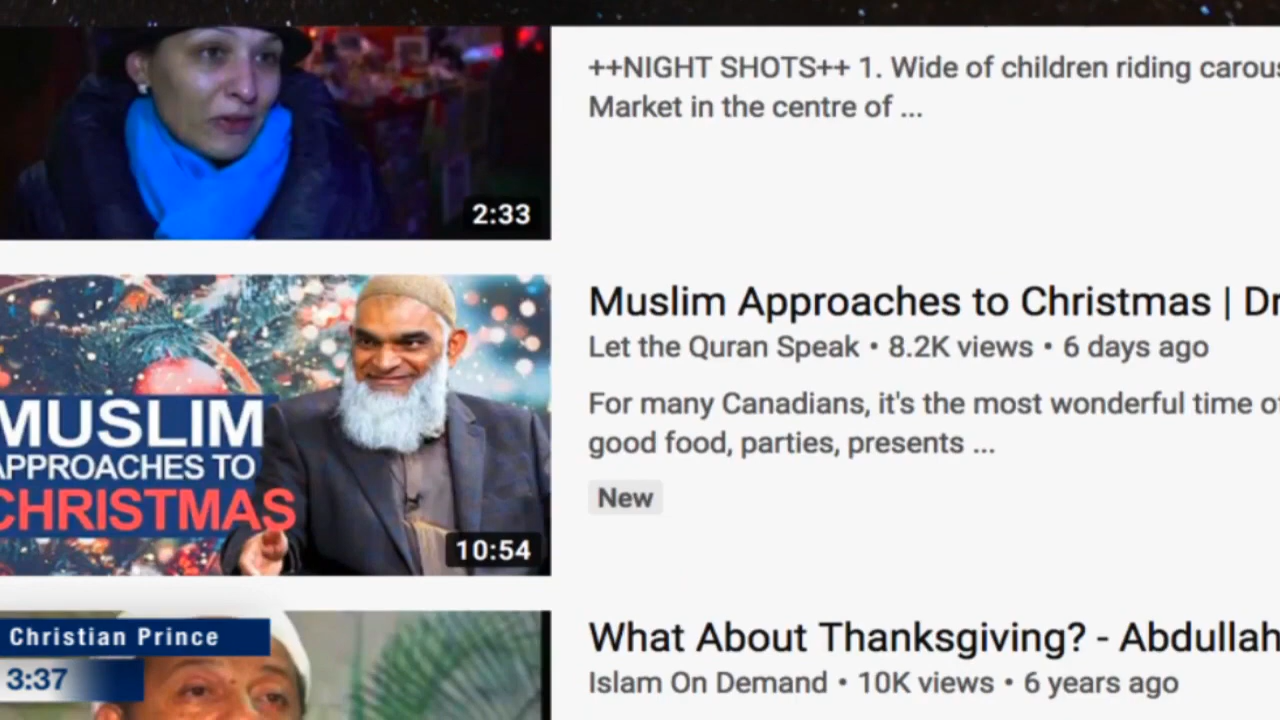 ++NIGHT SHOTS++ 1. Wide of children riding carous
Market in the centre of ...
2:33
MUSLIM
APPROACHES TO
CHRISTMAS
10:54
Muslim Approaches to Christmas | Dr
Let the Quran Speak • 8.2K views • 6 days ago
For many Canadians, it's the most wonderful time of
good food, parties, presents ...
New
Christian Prince
3:37
What About Thanksgiving? - Abdullah
Islam On Demand • 10K views • 6 years ago